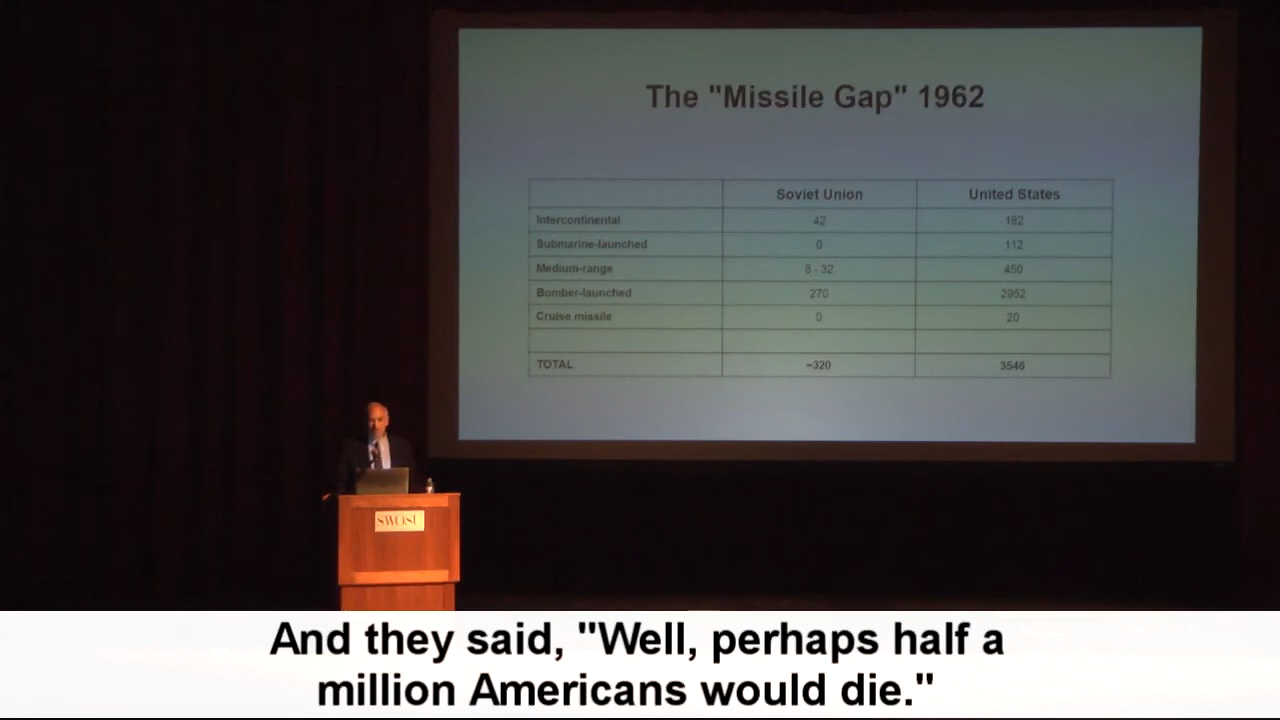 The "Missile Gap" 1962
Soviet Union United States
Intercontinental 42 182
Submarine-launched 0 112
Medium-range 8 - 32 450
Bomber-launched 270 2952
Cruise missile 0 20
TOTAL ~320 3546
SWOSU
And they said, "Well, perhaps half a
million Americans would die."